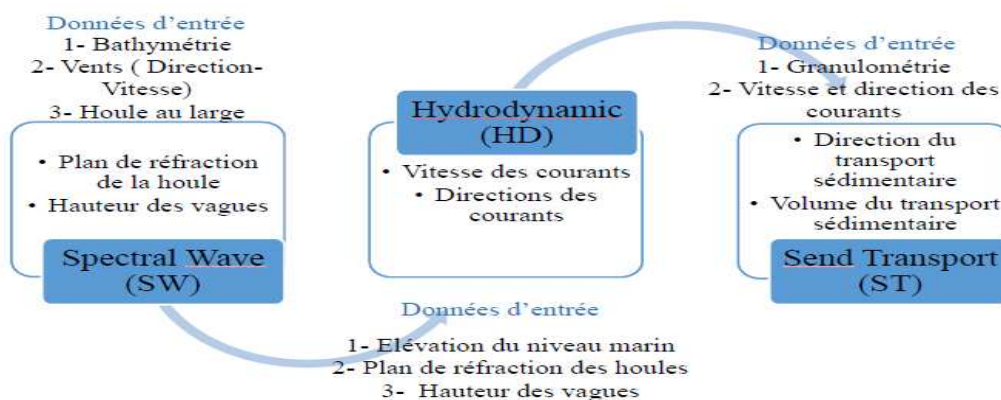 Données d'entrée
1- Bathymétrie
2- Vents ( Direction-
Vitesse)
3- Houle au large
• Plan de réfraction
de la houle
• Hauteur des vagues
Spectral Wave
(SW)
Hydrodynamic
(HD)
• Vitesse des courants
• Directions des
courants
Données d'entrée
1- Elévation du niveau marin
2- Plan de réfraction des houles
3- Hauteur des vagues
Données d'entrée
1- Granulométrie
2- Vitesse et direction des
courants
• Direction du
transport
sédimentaire
• Volume du transport
sédimentaire
Send Transport
(ST)